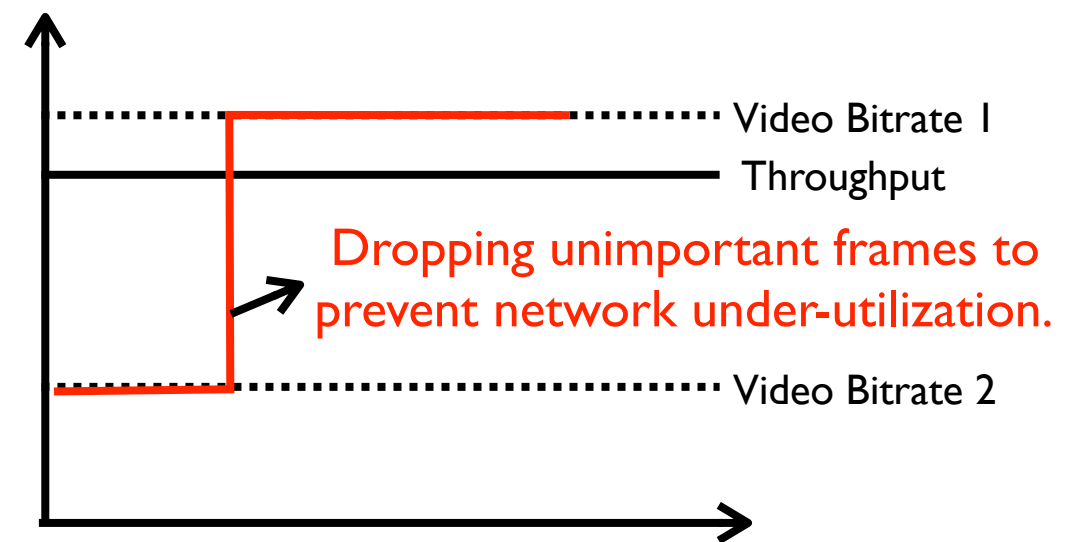 Video Bitrate 1
Throughput
Dropping unimportant frames to
prevent network under-utilization.
Video Bitrate 2